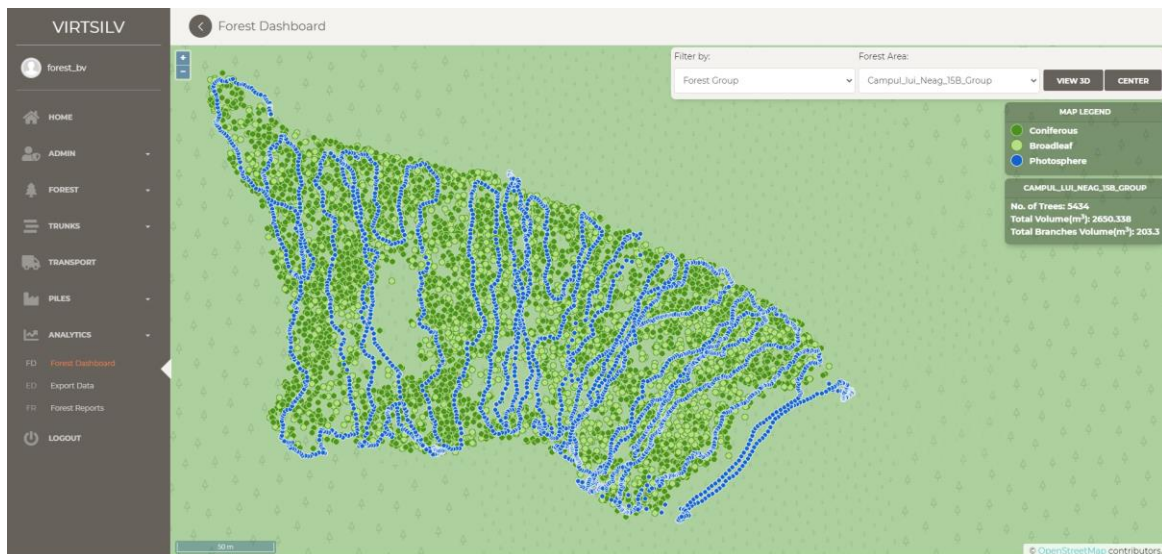 VIRTSILV
forest_bv
HOME
ADMIN
FOREST
TRUNKS
TRANSPORT
PILES
ANALYTICS
FD Forest Dashboard
ED Export Data
FR Forest Reports
LOGOUT
Forest Dashboard
+
−
Filter by:
Forest Area:
Forest Group
Campul_lui_Neag_15B_Group
VIEW 3D
CENTER
MAP LEGEND
Coniferous
Broadleaf
Photosphere
CAMPUL_LUI_NEAG_15B_GROUP
No. of Trees: 5434
Total Volume(m³): 2650.338
Total Branches Volume(m³): 203.3
50 m
© OpenStreetMap contributors.